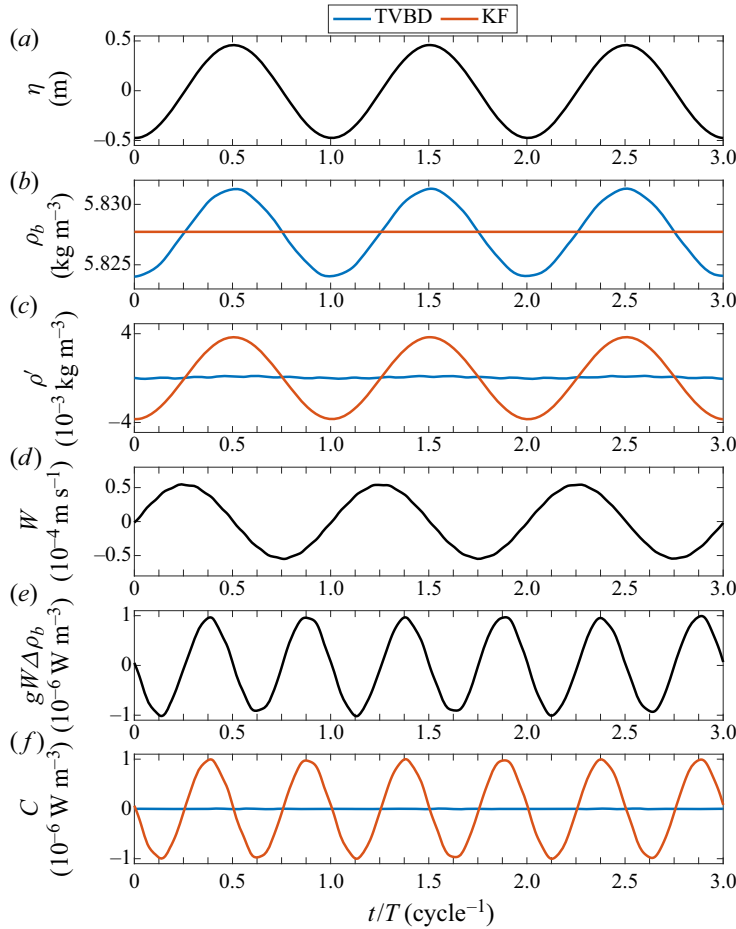 TVBD KF
(a)
0.5
0
–0.5
η
(m)
0 0.5 1.0 1.5 2.0 2.5 3.0
(b)
5.830
5.825
ρb
(kg m−3)
0 0.5 1.0 1.5 2.0 2.5 3.0
(c)
4
–4
ρ′
(10−3 kg m−3)
0 0.5 1.0 1.5 2.0 2.5 3.0
(d)
0.5
0
–0.5
W
(10−4 m s−1)
0 0.5 1.0 1.5 2.0 2.5 3.0
(e)
1
0
–1
gWΔρb
(10−6 W m−3)
0 0.5 1.0 1.5 2.0 2.5 3.0
(f)
1
0
–1
C
(10−6 W m−3)
0 0.5 1.0 1.5 2.0 2.5 3.0
t/T (cycle−1)